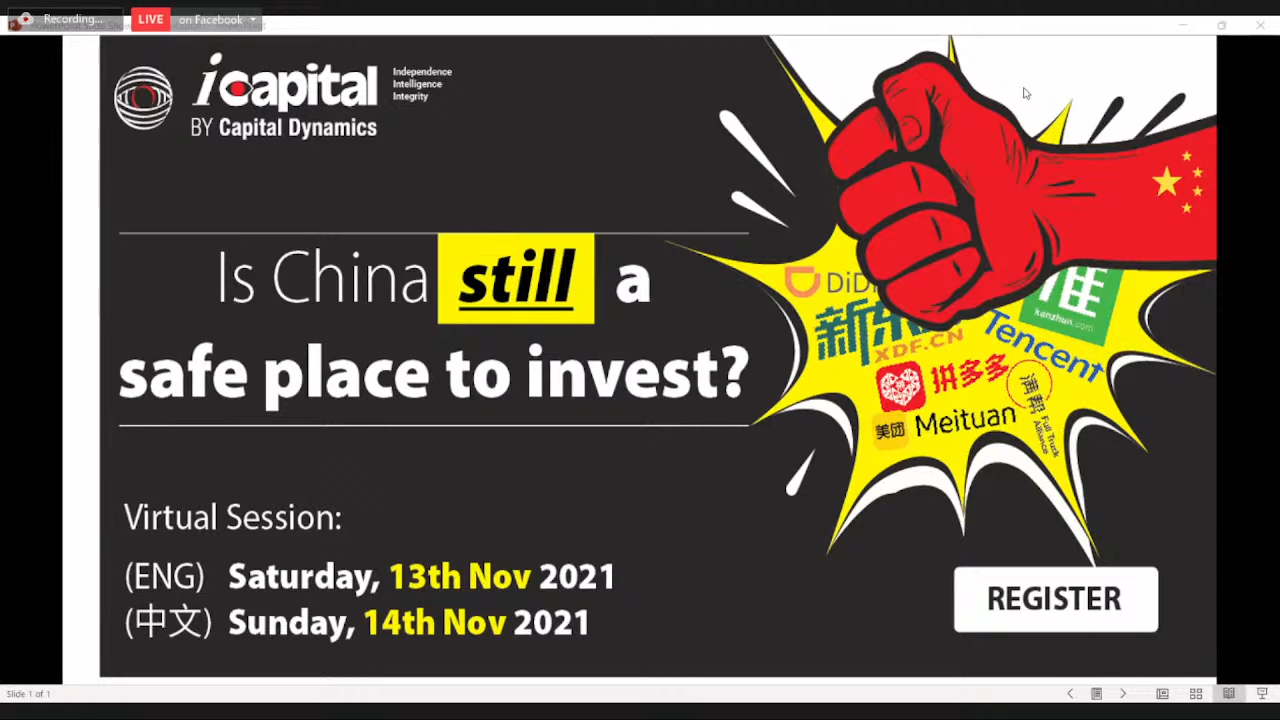 Recording...
LIVE
on Facebook
icapital
BY Capital Dynamics
Independence
Intelligence
Integrity
Is China still a
safe place to invest?
DiDi
新东
XDF.CN
准
kanzhun.com
Tencent
拼多多
满帮
Full Truck
Alliance
美团
Meituan
Virtual Session:
(ENG) Saturday, 13th Nov 2021
(中文) Sunday, 14th Nov 2021
REGISTER
Slide 1 of 1